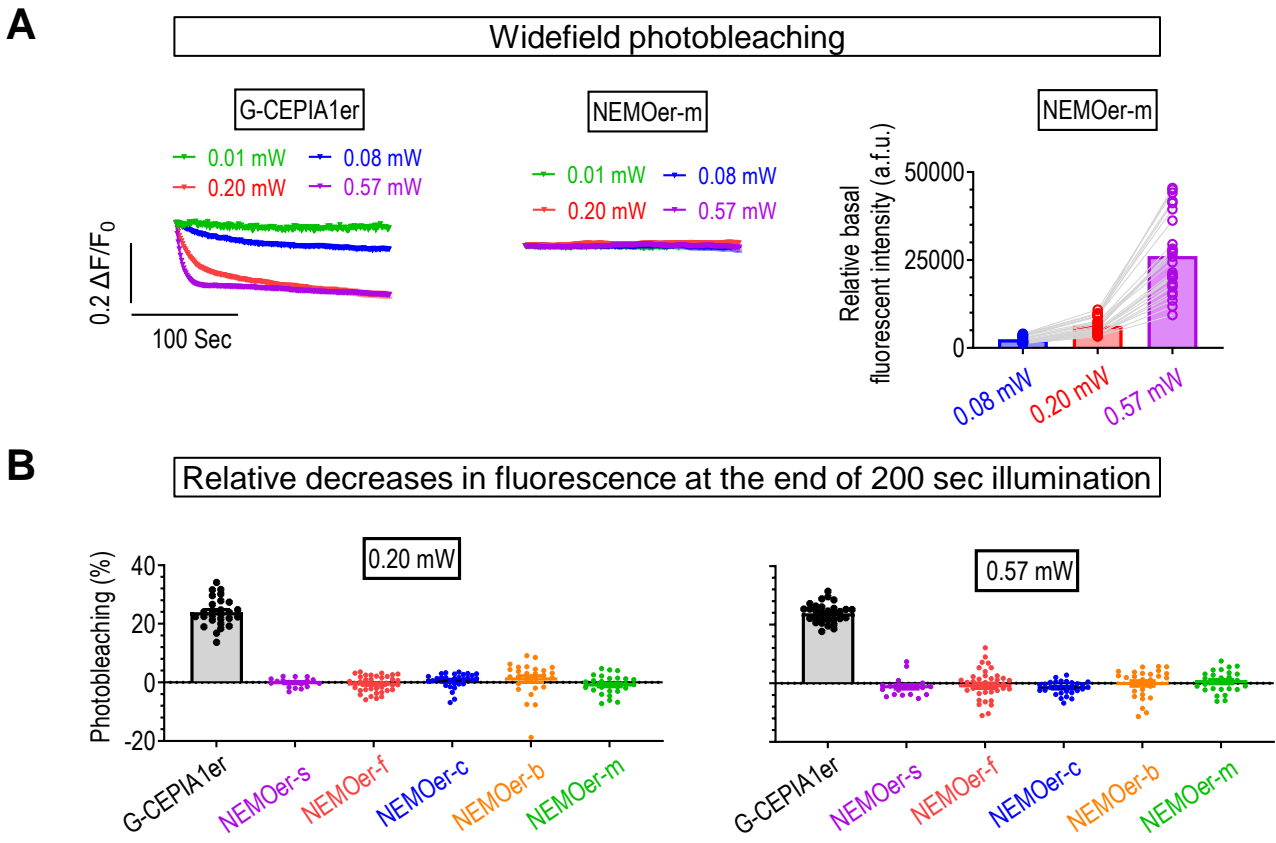 A
Widefield photobleaching
G-CEPIA1er
0.01 mW
0.08 mW
0.20 mW
0.57 mW
0.2 ΔF/F0
100 Sec
NEMOer-m
0.01 mW
0.08 mW
0.20 mW
0.57 mW
NEMOer-m
Relative basal
fluorescent intensity (a.f.u.)
50000
25000
0
0.08 mW
0.20 mW
0.57 mW
B
Relative decreases in fluorescence at the end of 200 sec illumination
0.20 mW
Photobleaching (%)
40
20
0
-20
G-CEPIA1er
NEMOer-s
NEMOer-f
NEMOer-c
NEMOer-b
NEMOer-m
0.57 mW
G-CEPIA1er
NEMOer-s
NEMOer-f
NEMOer-c
NEMOer-b
NEMOer-m